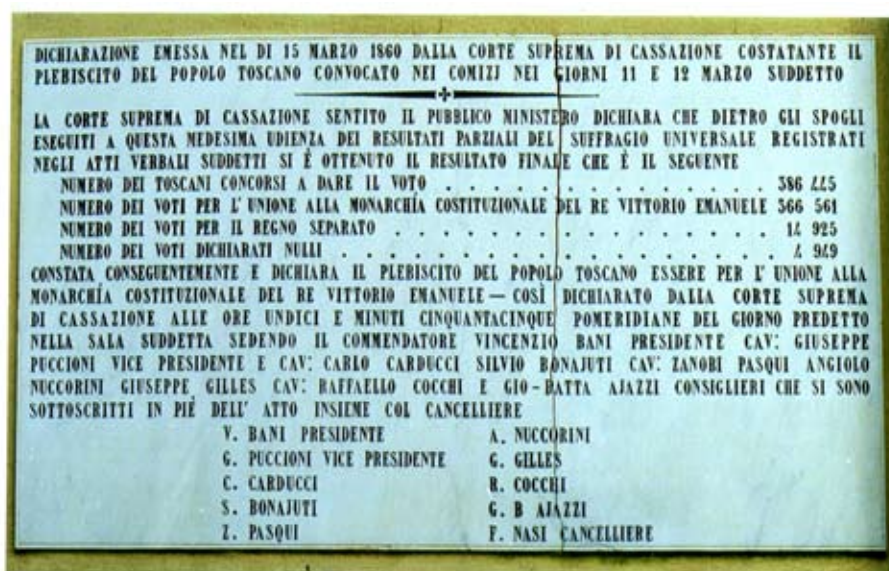 DICHIARAZIONE EMESSA NEL DI 15 MARZO 1860 DALLA CORTE SUPREMA DI CASSAZIONE COSTATANTE IL
PLEBISCITO DEL POPOLO TOSCANO CONVOCATO NEI COMIZJ NEI GIORNI 11 E 12 MARZO SUDDETTO
LA CORTE SUPREMA DI CASSAZIONE SENTITO IL PUBBLICO MINISTERO DICHIARA CHE DIETRO GLI SPOGLI
ESEGUITI A QUESTA MEDESIMA UDIENZA DEI RESULTATI PARZIALI DEL SUFFRAGIO UNIVERSALE REGISTRATI
NEGLI ATTI VERBALI SUDDETTI SI È OTTENUTO IL RESULTATO FINALE CHE È IL SEGUENTE
NUMERO DEI TOSCANI CONCORSI A DARE IL VOTO . . . . . . . . . . . . . . . . 386 445
NUMERO DEI VOTI PER L' UNIONE ALLA MONARCHÍA COSTITUZIONALE DEL RE VITTORIO EMANUELE 366 561
NUMERO DEI VOTI PER IL REGNO SEPARATO . . . . . . . . . . . . . . . . . 14 925
NUMERO DEI VOTI DICHIARATI NULLI . . . . . . . . . . . . . . . . . . . 4 949
CONSTATA CONSEGUENTEMENTE E DICHIARA IL PLEBISCITO DEL POPOLO TOSCANO ESSERE PER L' UNIONE ALLA
MONARCHÍA COSTITUZIONALE DEL RE VITTORIO EMANUELE — COSÌ DICHIARATO DALLA CORTE SUPREMA
DI CASSAZIONE ALLE ORE UNDICI E MINUTI CINQUANTACINQUE POMERIDIANE DEL GIORNO PREDETTO
NELLA SALA SUDDETTA SEDENDO IL COMMENDATORE VINCENZIO BANI PRESIDENTE CAV: GIUSEPPE
PUCCIONI VICE PRESIDENTE E CAV: CARLO CARDUCCI SILVIO BONAJUTI CAV: ZANOBI PASQUI ANGIOLO
NUCCORINI GIUSEPPE GILLES CAV: RAFFAELLO COCCHI E GIO-BATTA AJAZZI CONSIGLIERI CHE SI SONO
SOTTOSCRITTI IN PIÈ DELL' ATTO INSIEME COL CANCELLIERE
V. BANI PRESIDENTE
G. PUCCIONI VICE PRESIDENTE
C. CARDUCCI
S. BONAJUTI
Z. PASQUI
A. NUCCORINI
G. GILLES
R. COCCHI
G. B AJAZZI
F. NASI CANCELLIERE